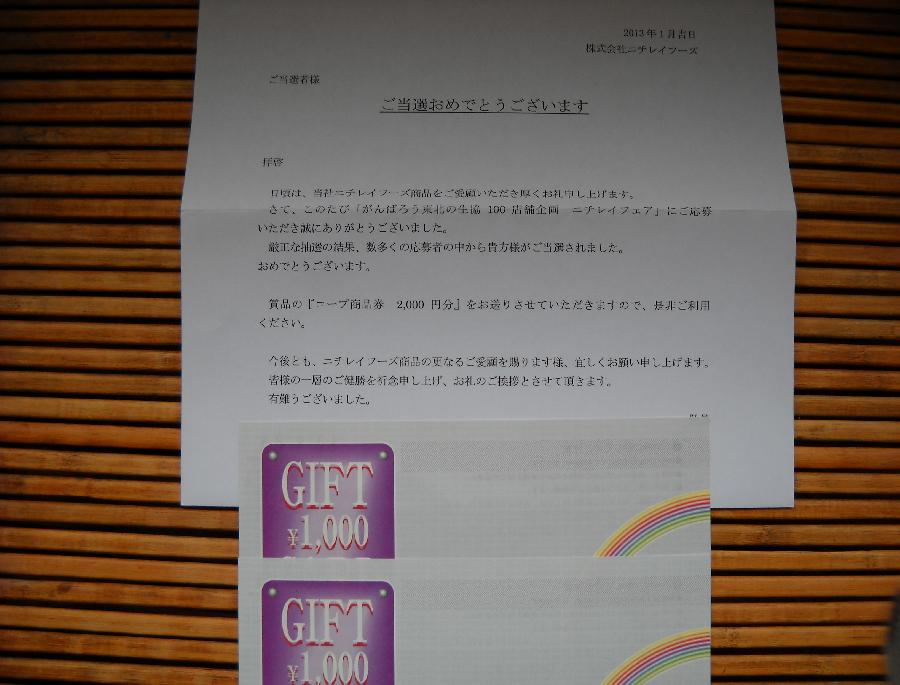 2013年1月吉日
株式会社ニチレイフーズ
ご当選者様
ご当選おめでとうございます
拝啓
日頃は、当社ニチレイフーズ商品をご愛顧いただき厚くお礼申し上げます。
さて、このたび「がんばろう東北の生協 100 店舗企画 ニチレイフェア」にご応募
いただき誠にありがとうございました。
厳正な抽選の結果、数多くの応募者の中から貴方様がご当選されました。
おめでとうございます。
賞品の『コープ商品券 2,000 円分』をお送りさせていただきますので、是非ご利用
ください。
今後とも、ニチレイフーズ商品の更なるご愛顧を賜ります様、宜しくお願い申し上げます。
皆様の一層のご健勝を祈念申し上げ、お礼のご挨拶とさせて頂きます。
有難うございました。
GIFT
¥1,000
GIFT
¥1,000